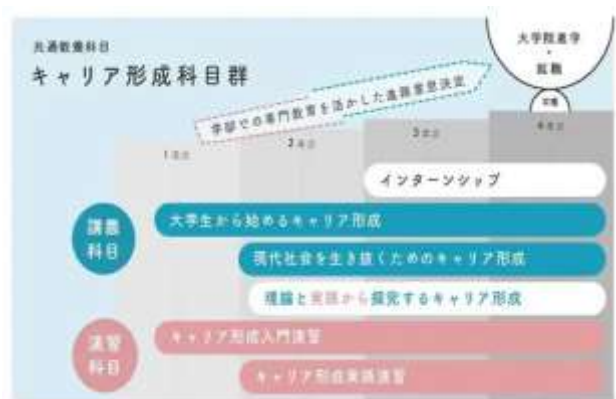 共通教養科目
キャリア形成科目群
大学院進学
・
就職
学部での専門教育を活かした進路意思決定
1年次
2年次
3年次
4年次
インターンシップ
講義
科目
大学生から始めるキャリア形成
現代社会を生き抜くためのキャリア形成
理論と実践から探究するキャリア形成
演習
科目
キャリア形成入門演習
キャリア形成実践演習